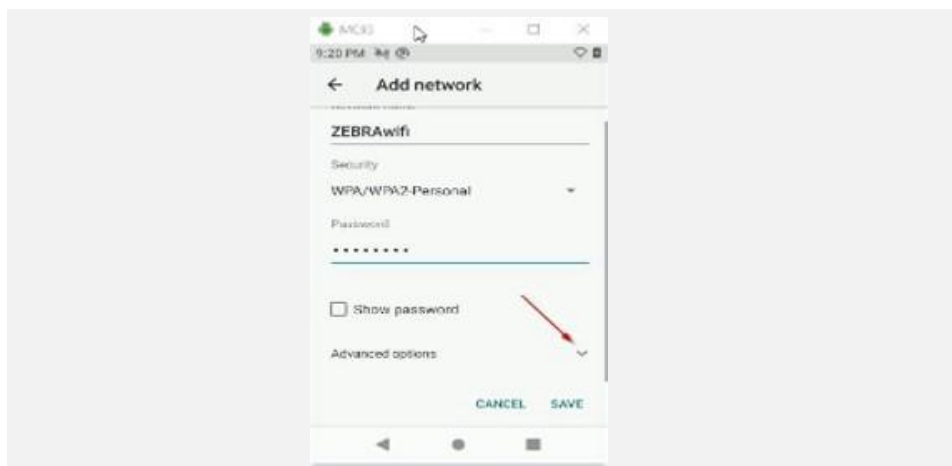 9:20 PM
Add network
ZEBRAwifi
Security
WPA/WPA2-Personal
Password
Show password
Advanced options
CANCEL SAVE